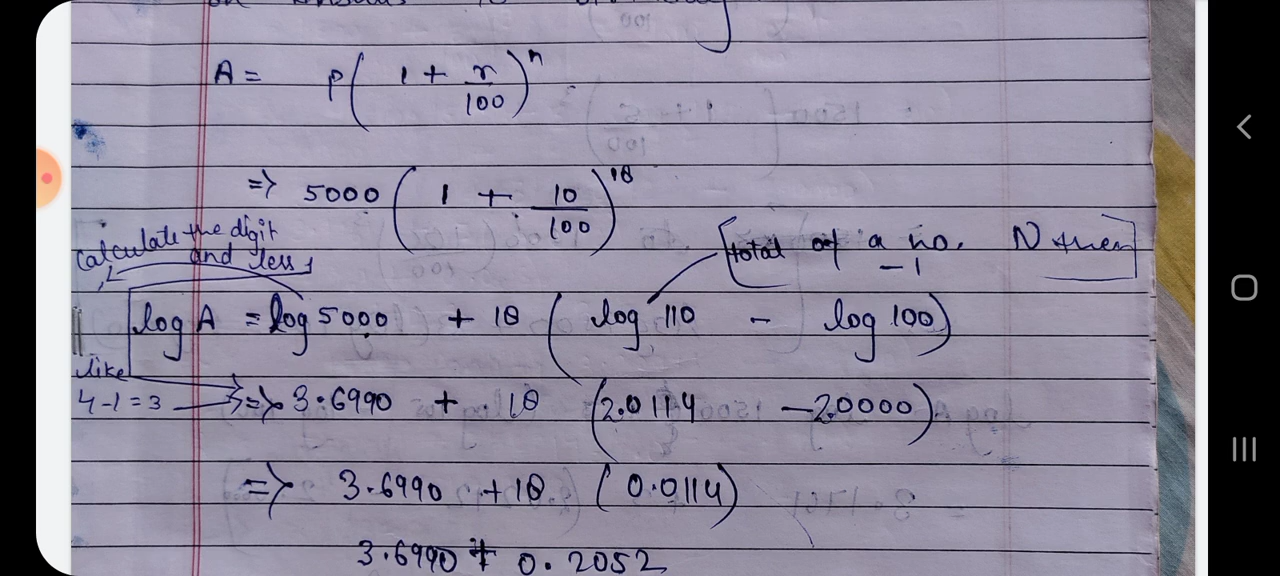 A = P(1 + r/100)^n
=> 5000(1 + 10/100)^18
Calculate the digit
and less 1
[total of a no. N then]
-1
log A = log 5000 + 18 (log 110 - log 100)
like
4-1=3
=> 3.6990 + 18 (2.0114 - 2.0000)
=> 3.6990 + 18 (0.0114)
3.6990 + 0.2052